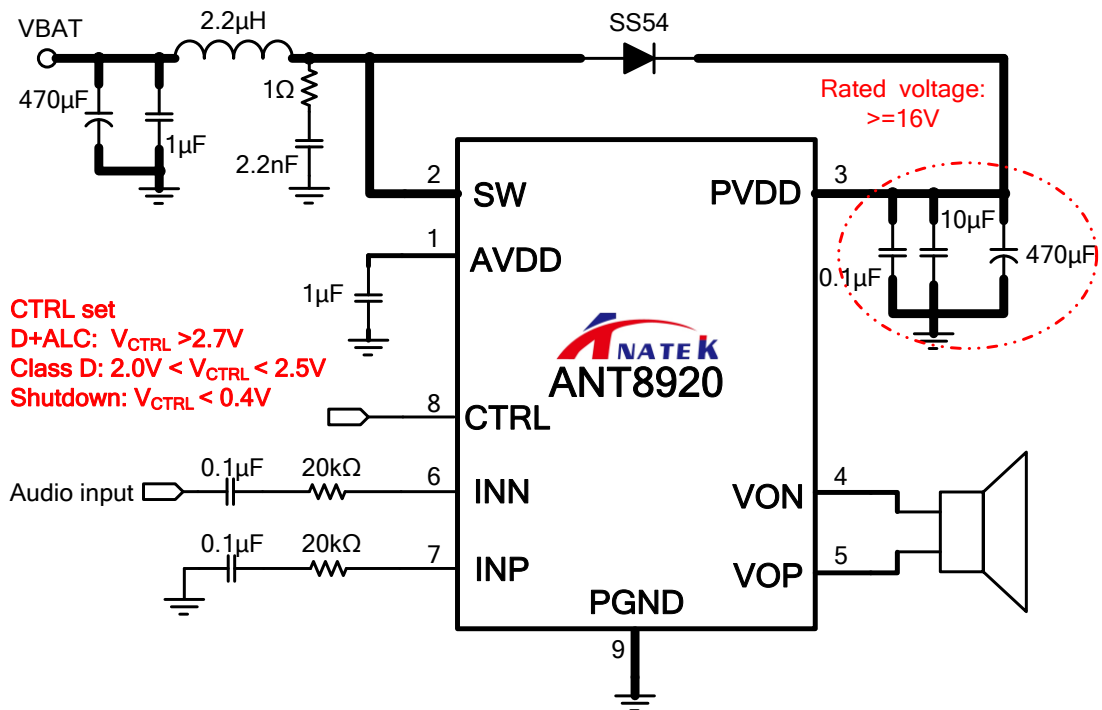 VBAT
2.2µH
SS54
470µF
1µF
1Ω
2.2nF
Rated voltage:
>=16V
2
SW
PVDD
3
1
AVDD
1µF
0.1µF
10µF
470µF
CTRL set
D+ALC: VCTRL >2.7V
Class D: 2.0V < VCTRL < 2.5V
Shutdown: VCTRL < 0.4V
ANATEK
ANT8920
8
CTRL
Audio input
0.1µF
20kΩ
6
INN
VON
4
0.1µF
20kΩ
7
INP
VOP
5
PGND
9